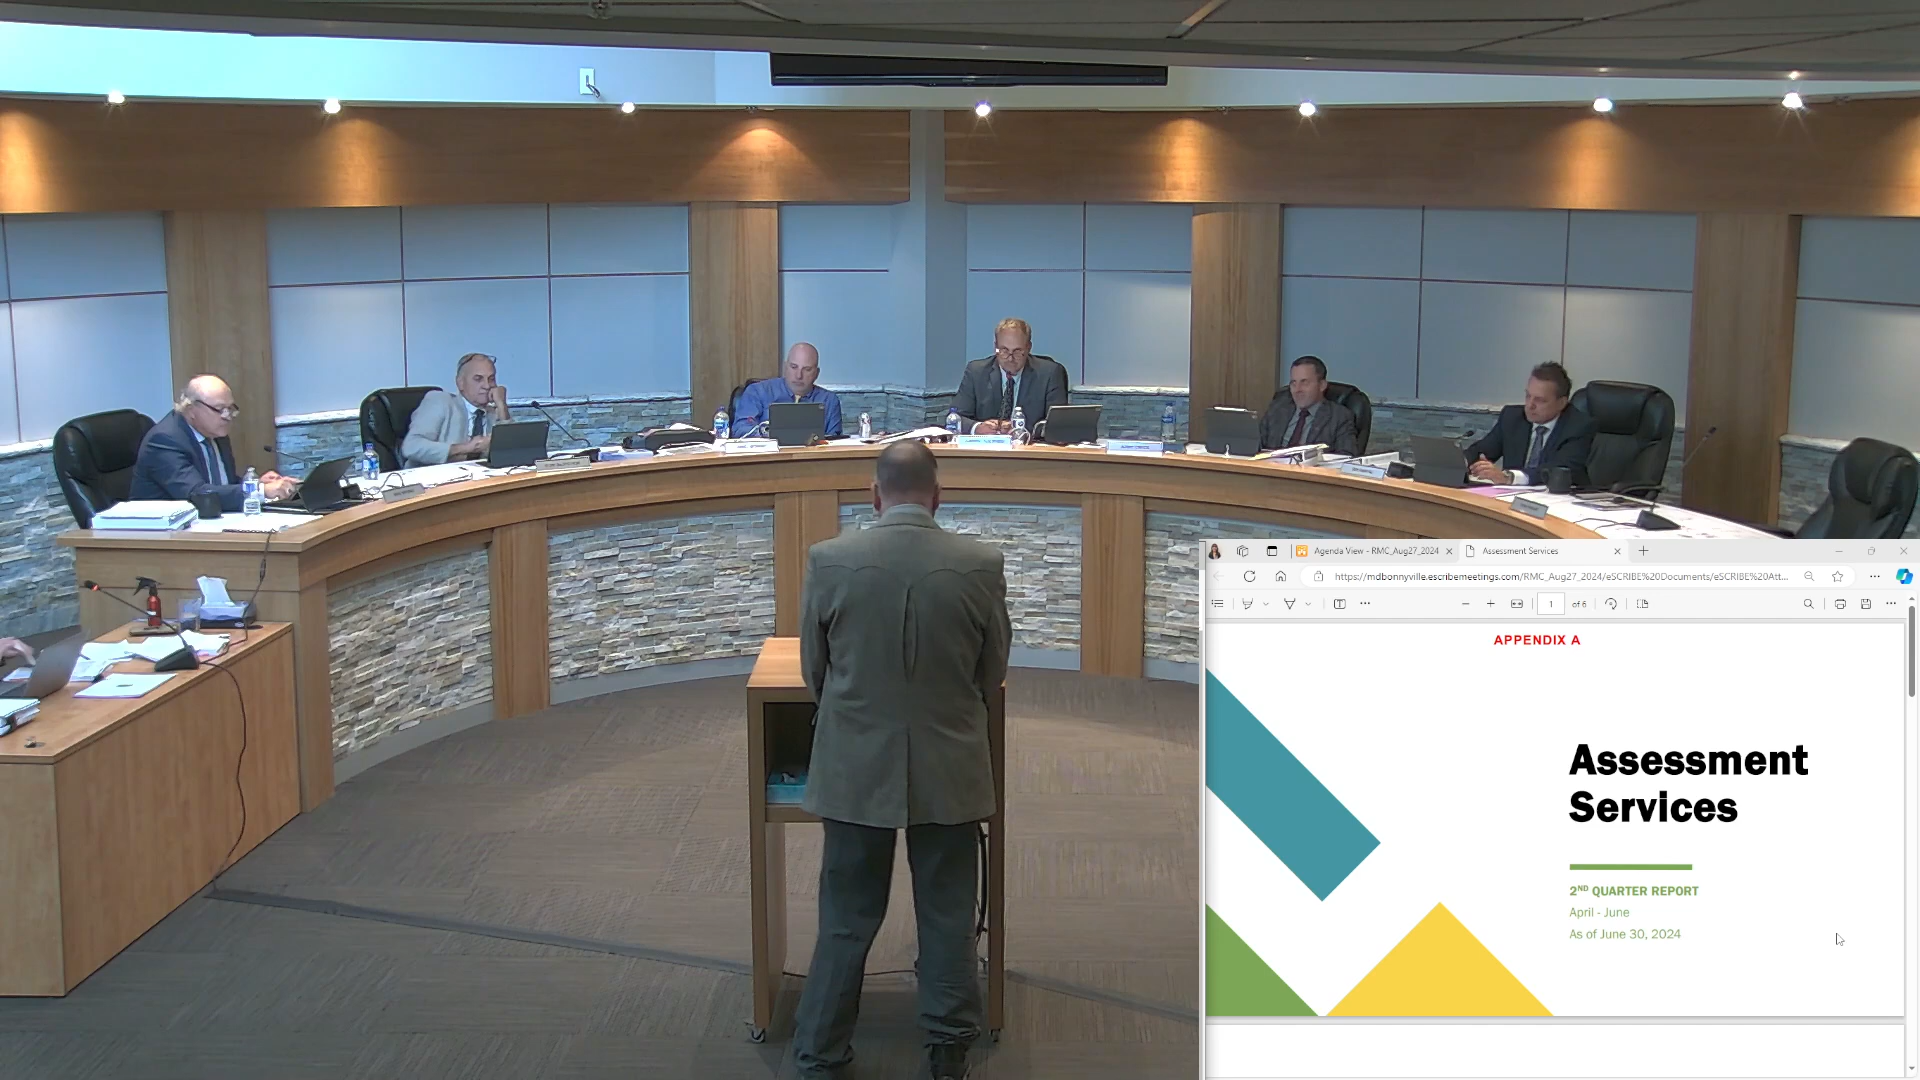 Agenda View - RMC_Aug27_2024
Assessment Services
https://mdbonnyville.escribemeetings.com/RMC_Aug27_2024/eSCRIBE%20Documents/eSCRIBE%20Att...
1 of 6
APPENDIX A
Assessment
Services
2ND QUARTER REPORT
April - June
As of June 30, 2024